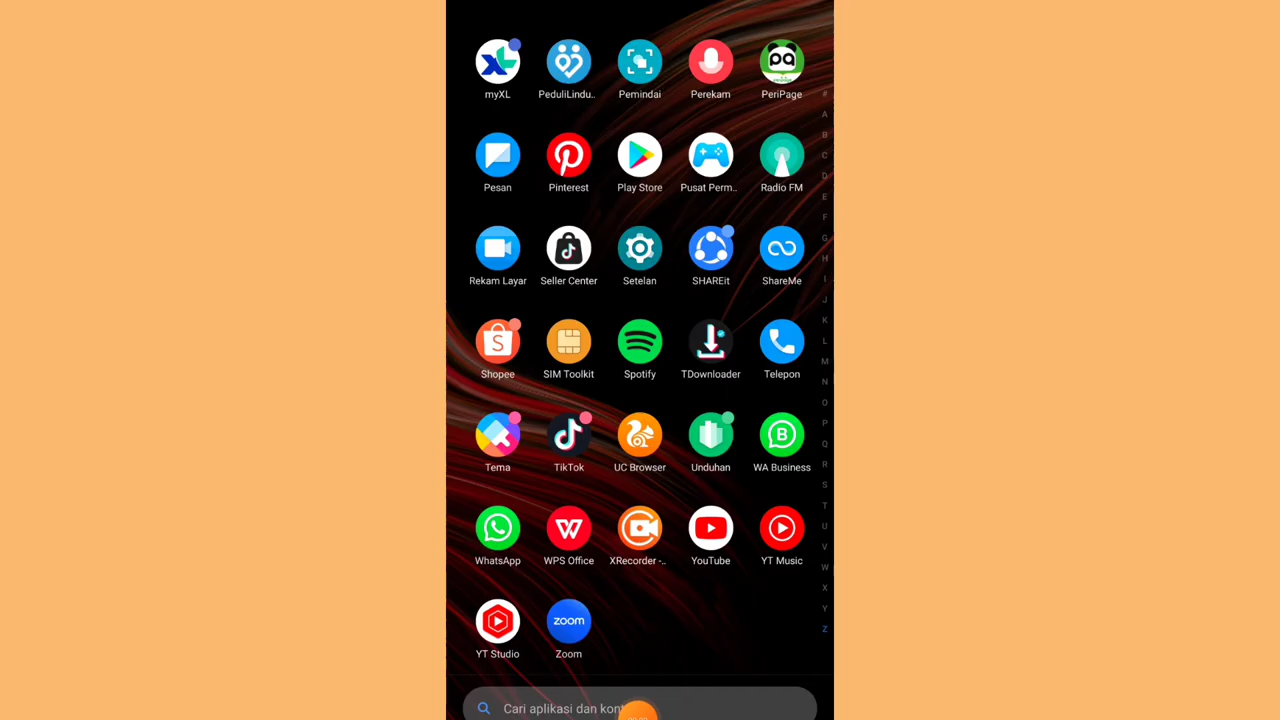 myXL PeduliLindu.. Pemindai Perekam PeriPage
Pesan Pinterest Play Store Pusat Perm.. Radio FM
Rekam Layar Seller Center Setelan SHAREit ShareMe
Shopee SIM Toolkit Spotify TDownloader Telepon
Tema TikTok UC Browser Unduhan WA Business
WhatsApp WPS Office XRecorder -.. YouTube YT Music
zoom
YT Studio Zoom
Cari aplikasi dan kont
#
A
B
C
D
E
F
G
H
I
J
K
L
M
N
O
P
Q
R
S
T
U
V
W
X
Y
Z